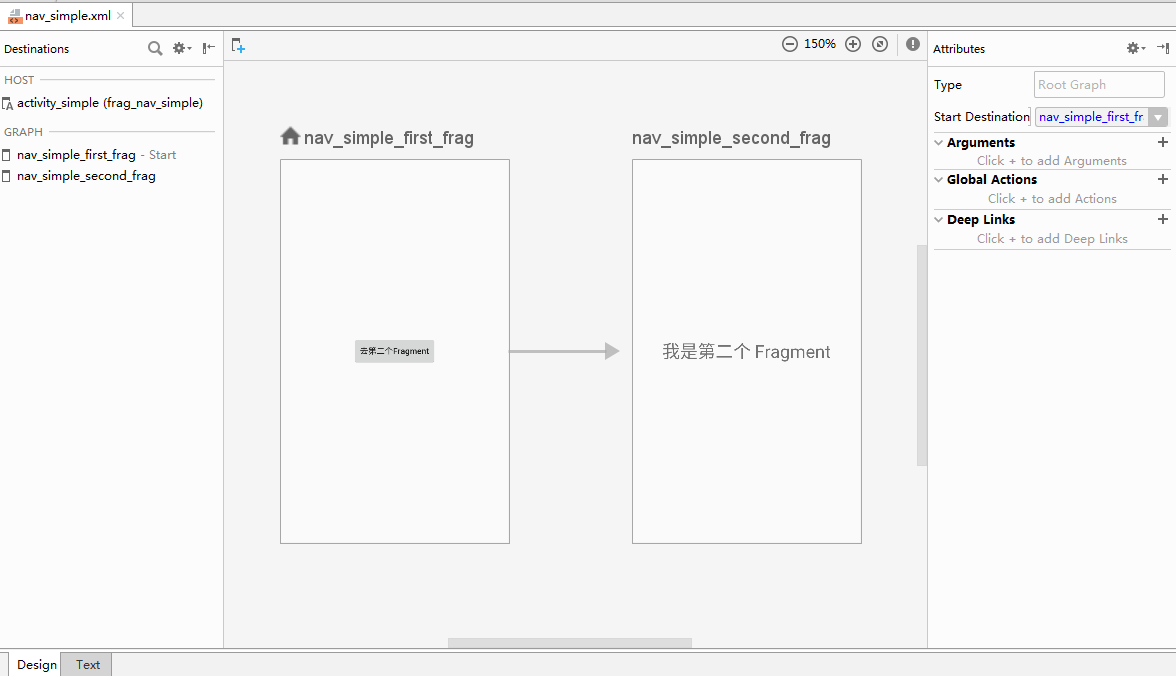 nav_simple.xml
Destinations
HOST
activity_simple (frag_nav_simple)
GRAPH
nav_simple_first_frag - Start
nav_simple_second_frag
150%
nav_simple_first_frag
去第二个Fragment
nav_simple_second_frag
我是第二个 Fragment
Attributes
Type Root Graph
Start Destination nav_simple_first_fr
Arguments
Click + to add Arguments
Global Actions
Click + to add Actions
Deep Links
Click + to add Deep Links
Design Text